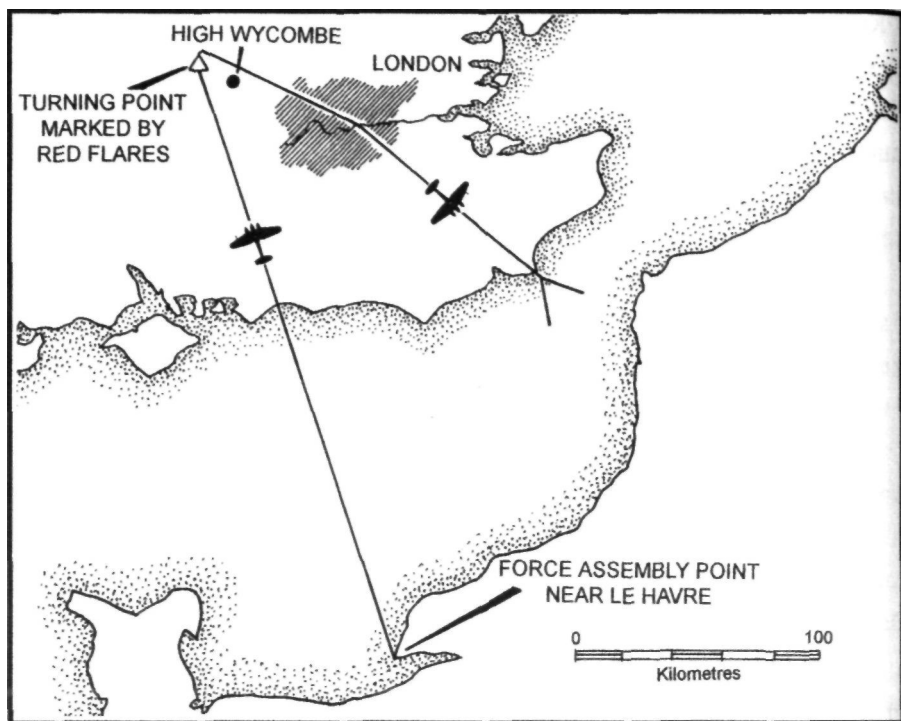 HIGH WYCOMBE
LONDON
TURNING POINT
MARKED BY
RED FLARES
FORCE ASSEMBLY POINT
NEAR LE HAVRE
0 100
Kilometres